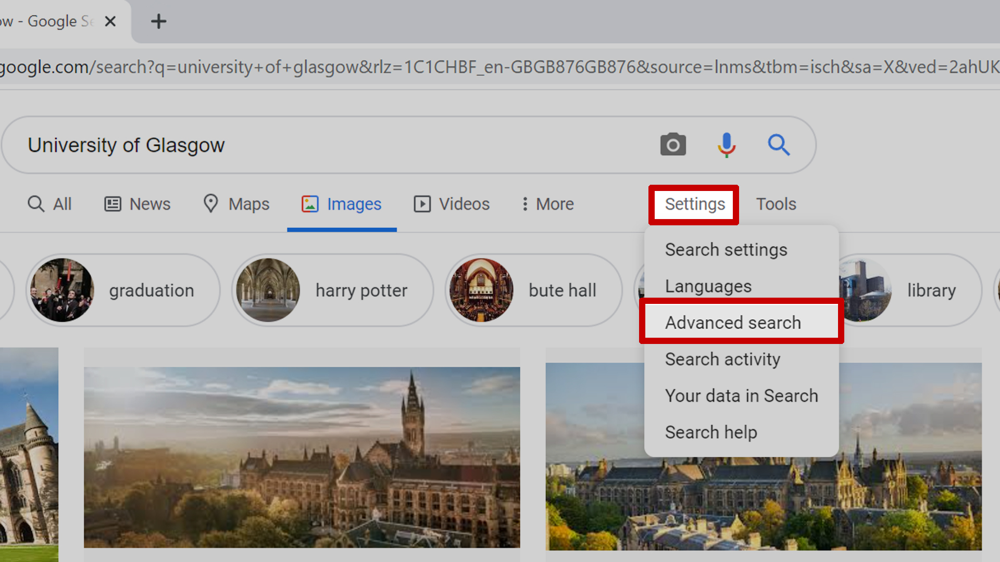 ow - Google Se
google.com/search?q=university+of+glasgow&rlz=1C1CHBF_en-GBGB876GB876&source=lnms&tbm=isch&sa=X&ved=2ahUK
University of Glasgow
All News Maps Images Videos More Settings Tools
Search settings
Languages
graduation harry potter bute hall library
Advanced search
Search activity
Your data in Search
Search help